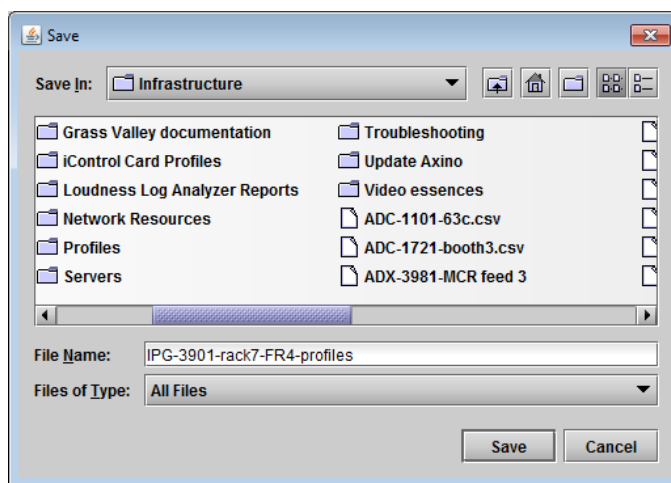 Save
Save In: Infrastructure
Grass Valley documentation
iControl Card Profiles
Loudness Log Analyzer Reports
Network Resources
Profiles
Servers
Troubleshooting
Update Axino
Video essences
ADC-1101-63c.csv
ADC-1721-booth3.csv
ADX-3981-MCR feed 3
File Name: IPG-3901-rack7-FR4-profiles
Files of Type: All Files
Save Cancel